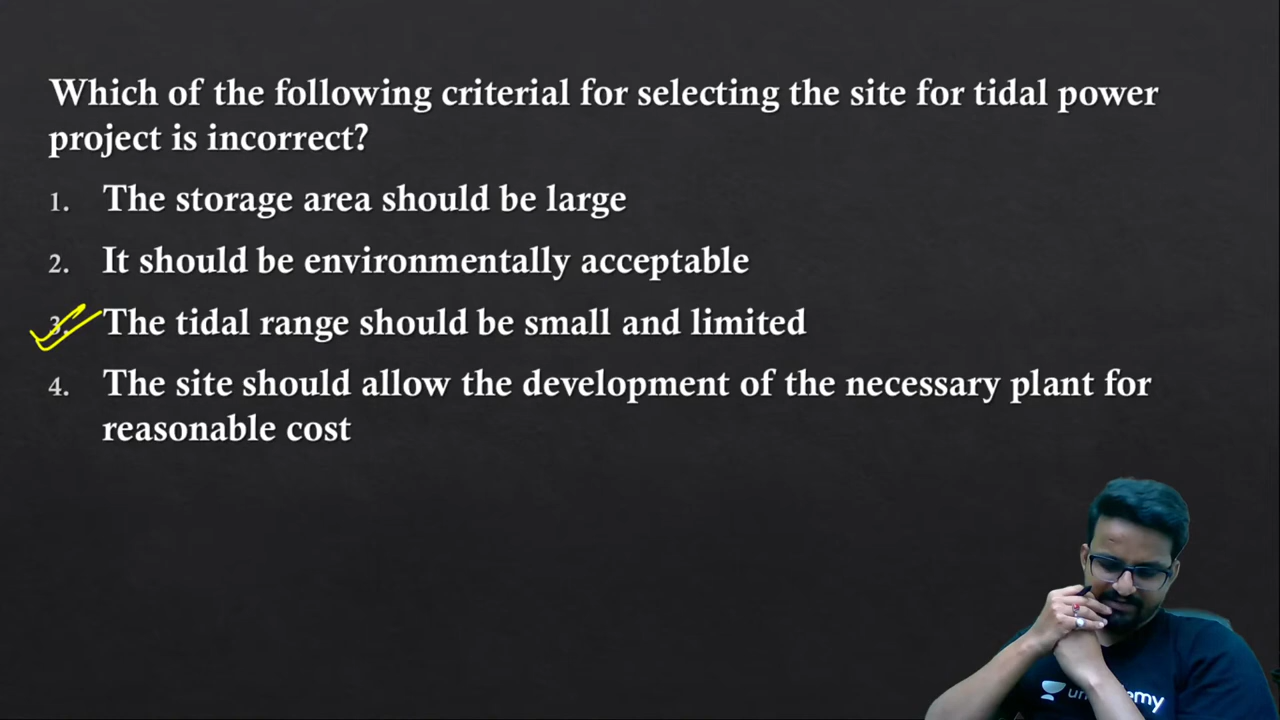 Which of the following criterial for selecting the site for tidal power
project is incorrect?
1. The storage area should be large
2. It should be environmentally acceptable
3. The tidal range should be small and limited
4. The site should allow the development of the necessary plant for
reasonable cost